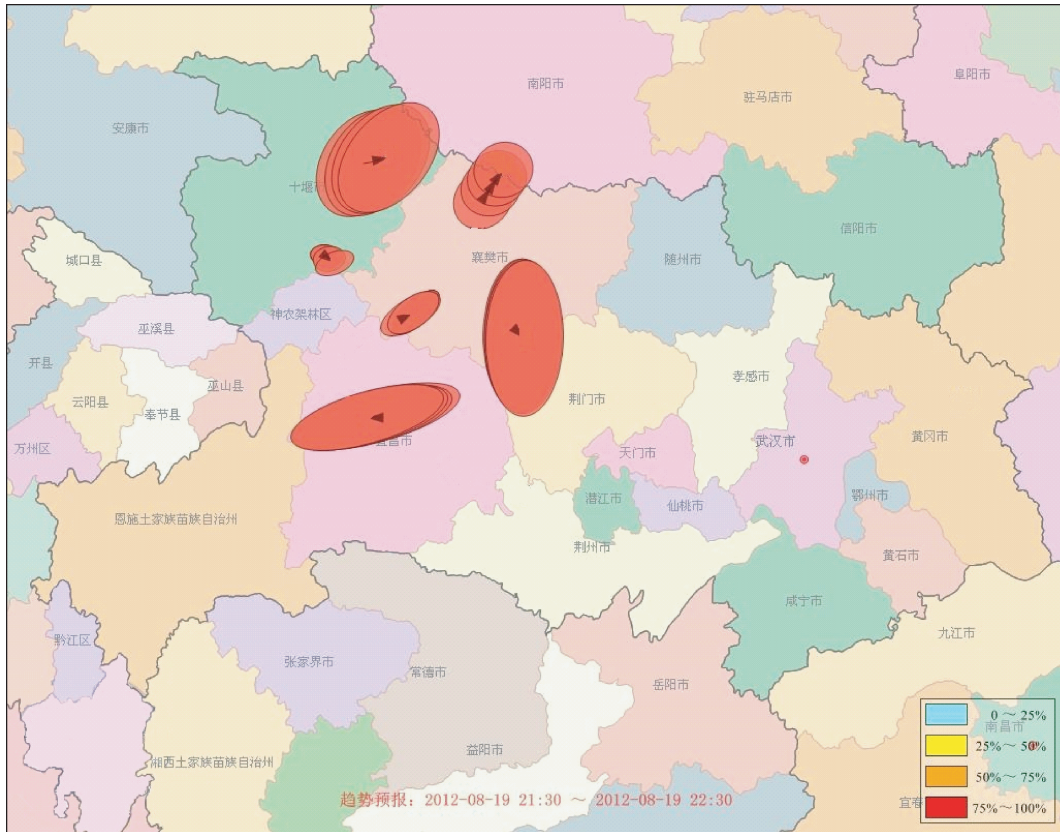 南阳市
阜阳市
驻马店市
安康市
十堰
信阳市
城口县
襄樊市
随州市
神农架林区
巫溪县
开县
孝感市
巫山县
云阳县
奉节县
荆门市
宜昌市
武汉市
黄冈市
万州区
天门市
潜江市
仙桃市
鄂州市
恩施土家族苗族自治州
荆州市
黄石市
咸宁市
黔江区
九江市
张家界市
常德市
岳阳市
0～25%
南昌市
25%～50%
益阳市
湘西土家族苗族自治州
50%～75%
趋势预报：2012-08-19 21:30 ～ 2012-08-19 22:30
宜春
75%～100%